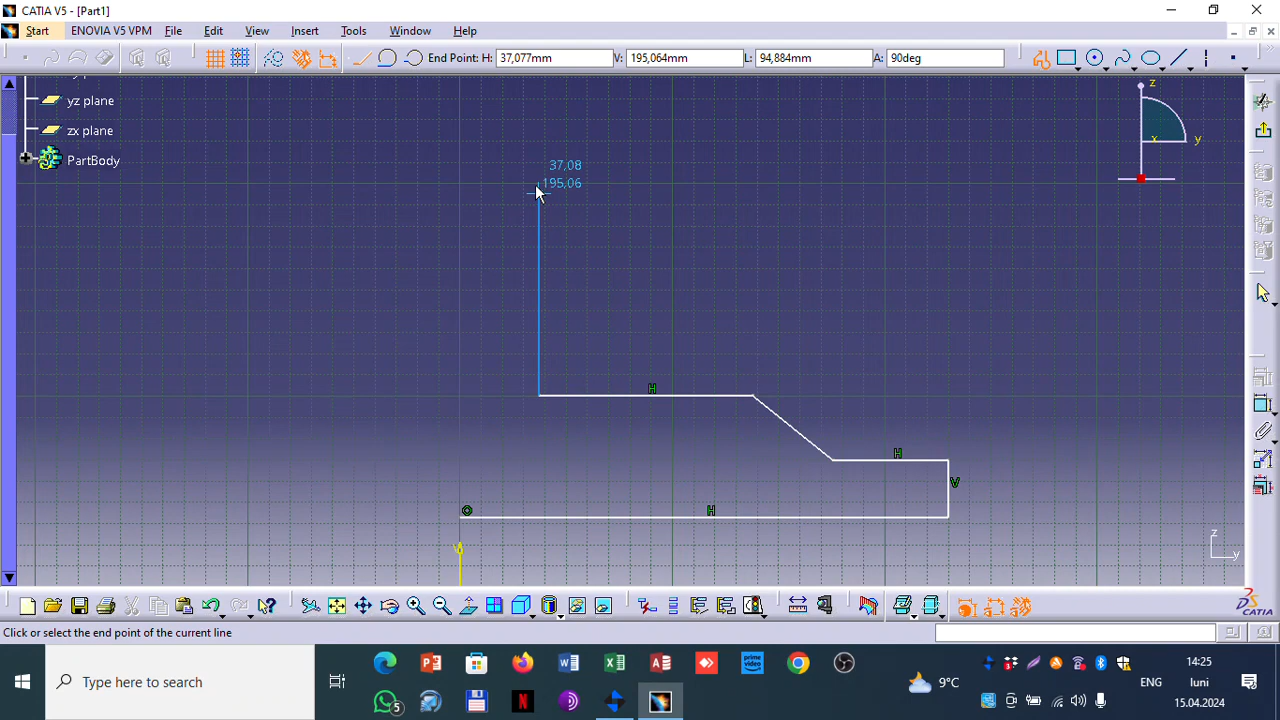 CATIA V5 - [Part1]
Start ENOVIA V5 VPM File Edit View Insert Tools Window Help
End Point: H: 37,077mm V: 195,064mm L: 94,884mm A: 90deg
yz plane
zx plane
PartBody
z
x y
37,08
195,06
H
H
V
O H
z
y
CATIA
Click or select the end point of the current line
14:25
Type here to search
9°C
ENG
luni
5
15.04.2024